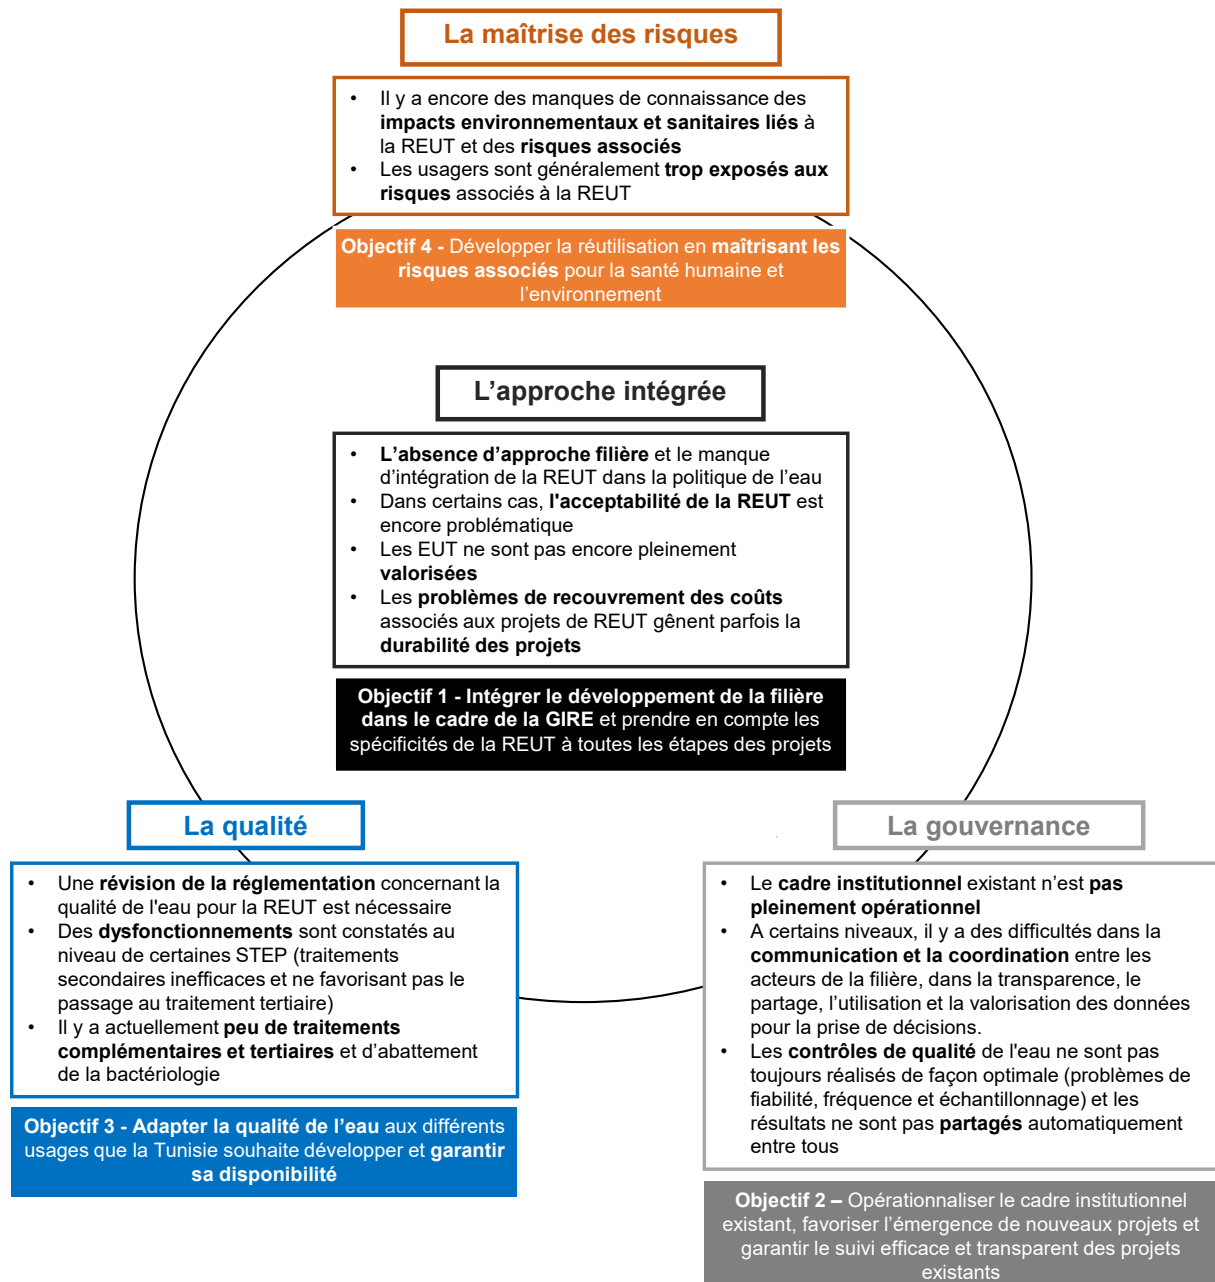 La maîtrise des risques
• Il y a encore des manques de connaissance des
impacts environnementaux et sanitaires liés à
la REUT et des risques associés
• Les usagers sont généralement trop exposés aux
risques associés à la REUT
Objectif 4 - Développer la réutilisation en maîtrisant les
risques associés pour la santé humaine et
l’environnement
L’approche intégrée
• L’absence d’approche filière et le manque
d’intégration de la REUT dans la politique de l’eau
• Dans certains cas, l'acceptabilité de la REUT est
encore problématique
• Les EUT ne sont pas encore pleinement
valorisées
• Les problèmes de recouvrement des coûts
associés aux projets de REUT gênent parfois la
durabilité des projets
Objectif 1 - Intégrer le développement de la filière
dans le cadre de la GIRE et prendre en compte les
spécificités de la REUT à toutes les étapes des projets
La qualité
• Une révision de la réglementation concernant la
qualité de l'eau pour la REUT est nécessaire
• Des dysfonctionnements sont constatés au
niveau de certaines STEP (traitements
secondaires inefficaces et ne favorisant pas le
passage au traitement tertiaire)
• Il y a actuellement peu de traitements
complémentaires et tertiaires et d’abattement
de la bactériologie
Objectif 3 - Adapter la qualité de l’eau aux différents
usages que la Tunisie souhaite développer et garantir
sa disponibilité
La gouvernance
• Le cadre institutionnel existant n’est pas
pleinement opérationnel
• A certains niveaux, il y a des difficultés dans la
communication et la coordination entre les
acteurs de la filière, dans la transparence, le
partage, l’utilisation et la valorisation des données
pour la prise de décisions.
• Les contrôles de qualité de l'eau ne sont pas
toujours réalisés de façon optimale (problèmes de
fiabilité, fréquence et échantillonnage) et les
résultats ne sont pas partagés automatiquement
entre tous
Objectif 2 – Opérationnaliser le cadre institutionnel
existant, favoriser l’émergence de nouveaux projets et
garantir le suivi efficace et transparent des projets
existants